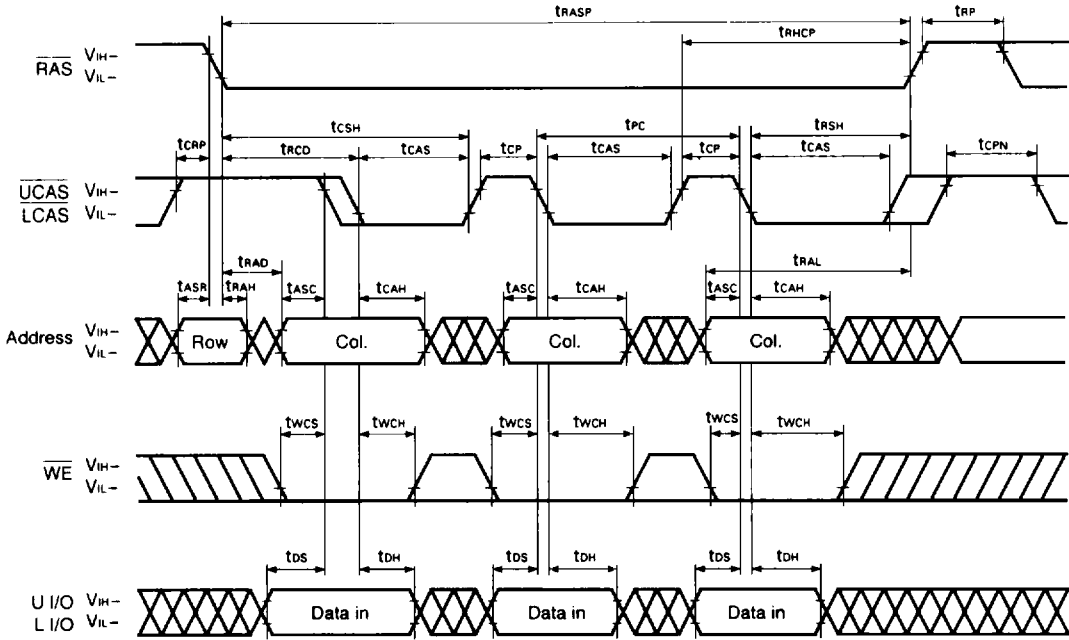 tRASP tRP
tRHCP
RAS VIH–
VIL–
tCSH tPC tRSH
tCRP tRCD tCAS tCP tCAS tCP tCAS tCPN
UCAS VIH–
LCAS VIL–
tRAD tRAL
tASR tRAH tASC tCAH tASC tCAH tASC tCAH
Address VIH–
VIL–
Row Col. Col. Col.
tWCS tWCH tWCS tWCH tWCS tWCH
WE VIH–
VIL–
tDS tDH tDS tDH tDS tDH
U I/O VIH–
L I/O VIL–
Data in Data in Data in